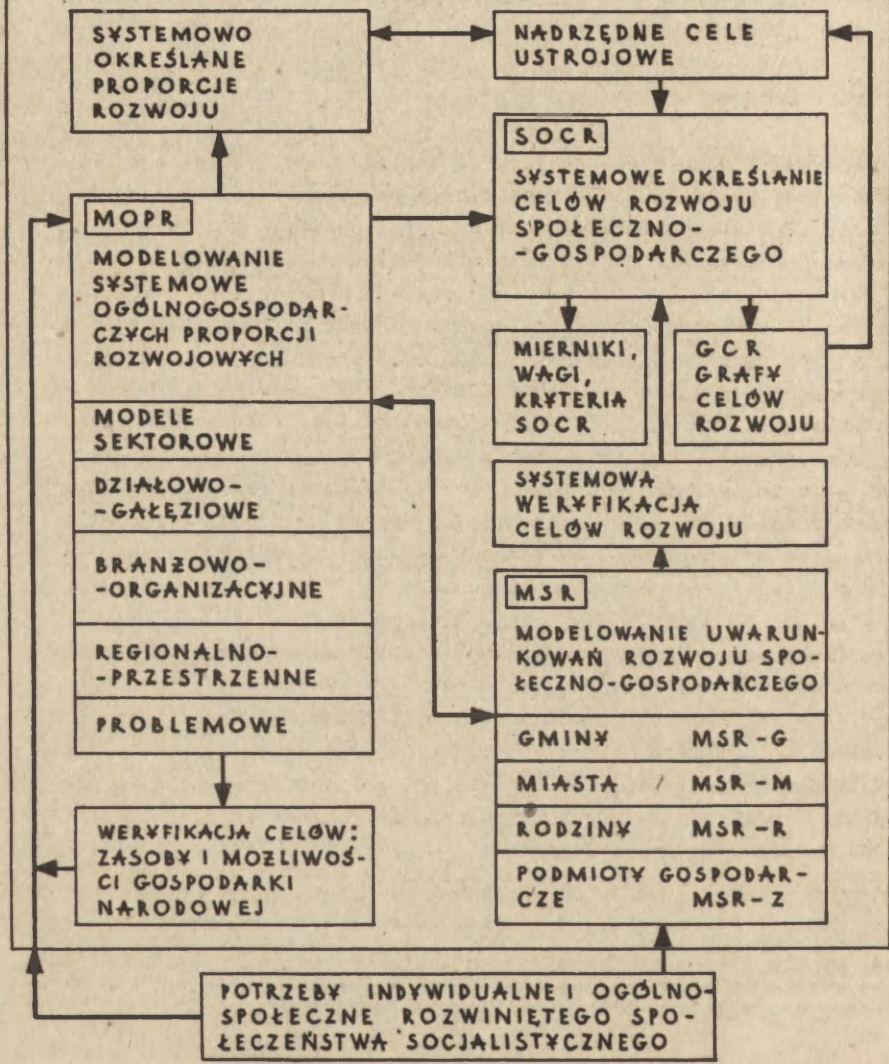 SYSTEMOWO
OKREŚLANE
PROPORCJE
ROZWOJU
NADRZĘDNE CELE
USTROJOWE
SOCR
SYSTEMOWE OKREŚLANIE
CELÓW ROZWOJU
SPOŁECZNO-
-GOSPODARCZEGO
MOPR
MODELOWANIE
SYSTEMOWE
OGÓLNOGOSPODAR-
CZYCH PROPORCJI
ROZWOJOWYCH
MODELE
SEKTOROWE
DZIAŁOWO-
-GAŁĘZIOWE
BRANŻOWO-
-ORGANIZACYJNE
REGIONALNO-
-PRZESTRZENNE
PROBLEMOWE
MIERNIKI,
WAGI,
KRYTERIA
SOCR
GCR
GRAFY
CELÓW
ROZWOJU
SYSTEMOWA
WERYFIKACJA
CELÓW ROZWOJU
MSR
MODELOWANIE UWARUN-
KOWAŃ ROZWOJU SPO-
ŁECZNO-GOSPODARCZEGO
GMINY MSR-G
MIASTA MSR-M
RODZINY MSR-R
PODMIOTY GOSPODAR-
CZE MSR-Z
WERYFIKACJA CELÓW:
ZASOBY I MOŻLIWOŚ-
CI GOSPODARKI
NARODOWEJ
POTRZEBY INDYWIDUALNE I OGÓLNO-
SPOŁECZNE ROZWINIĘTEGO SPO-
ŁECZEŃSTWA SOCJALISTYCZNEGO